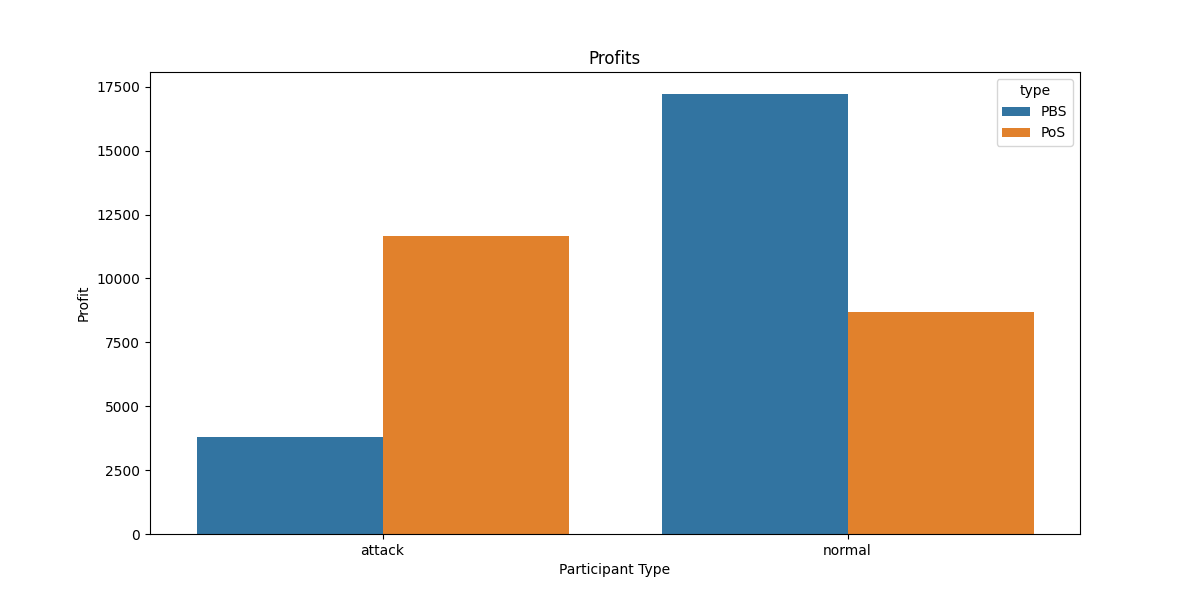 Profits
17500
15000
12500
10000
7500
5000
2500
0
Profit
attack
normal
Participant Type
type
PBS
PoS